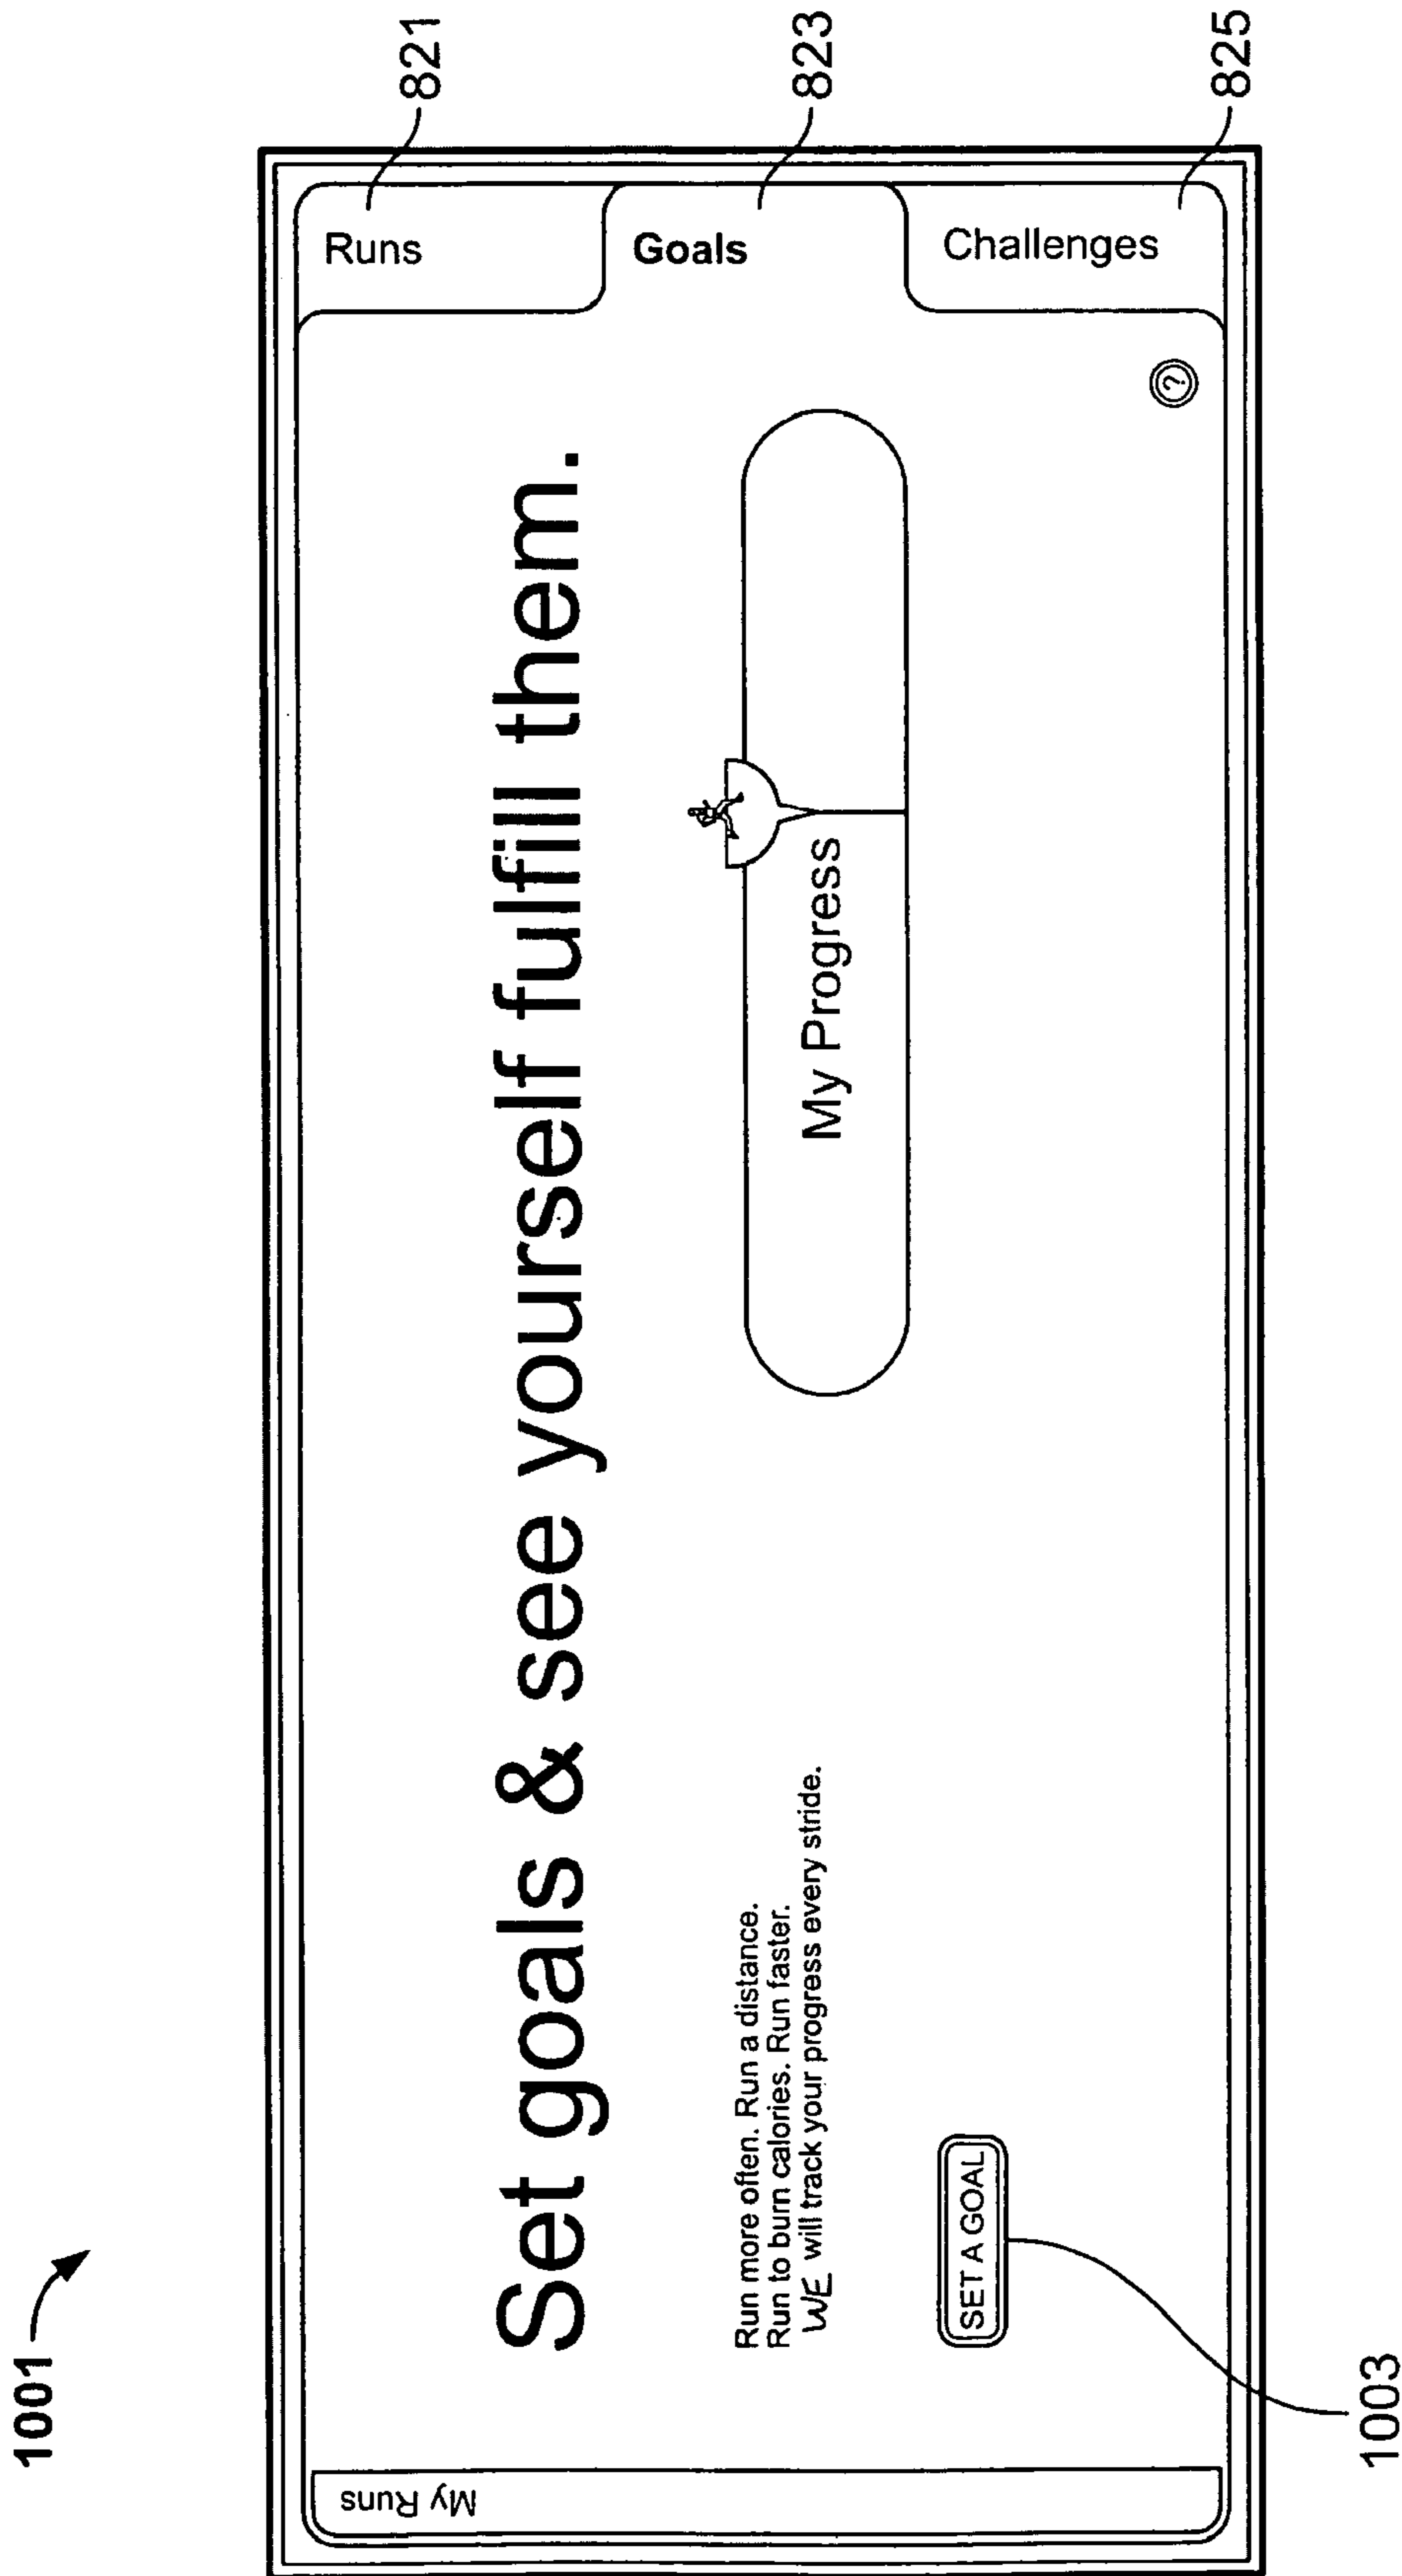 1001
My Runs
Set goals & see yourself fulfill them.
Run more often. Run a distance.
Run to burn calories. Run faster.
WE will track your progress every stride.
SET A GOAL
My Progress
?
Runs
Goals
Challenges
821
823
825
1003